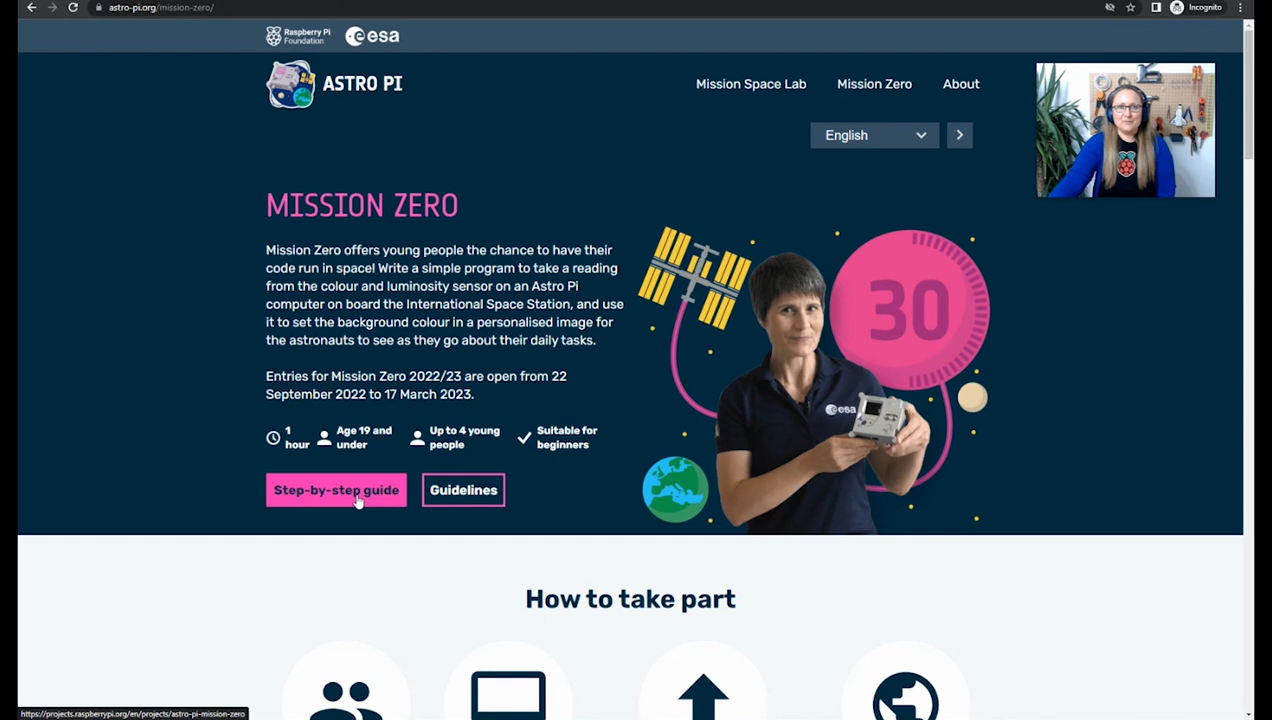 astro-pi.org/mission-zero/
Incognito
Raspberry Pi
Foundation
esa
ASTRO PI
Mission Space Lab
Mission Zero
About
English
MISSION ZERO
Mission Zero offers young people the chance to have their
code run in space! Write a simple program to take a reading
from the colour and luminosity sensor on an Astro Pi
computer on board the International Space Station, and use
it to set the background colour in a personalised image for
the astronauts to see as they go about their daily tasks.
Entries for Mission Zero 2022/23 are open from 22
September 2022 to 17 March 2023.
1
hour
Age 19 and
under
Up to 4 young
people
Suitable for
beginners
Step-by-step guide
Guidelines
30
esa
How to take part
https://projects.raspberrypi.org/en/projects/astro-pi-mission-zero